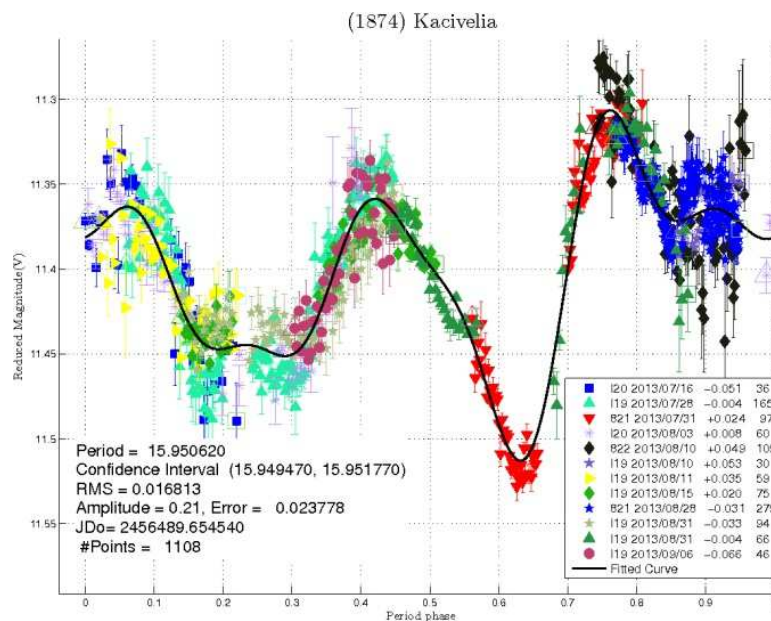 (1874) Kacivelia
11.3
11.35
11.4
11.45
11.5
11.55
Reduced Magnitude(V)
Period = 15.950620
Confidence Interval (15.949470, 15.951770)
RMS = 0.016813
Amplitude = 0.21, Error = 0.023778
JDo= 2456489.654540
#Points = 1108
I20 2013/07/16 -0.051 36
I19 2013/07/28 -0.004 165
821 2013/07/31 +0.024 97
I20 2013/08/03 +0.008 60
822 2013/08/10 +0.049 105
I19 2013/08/10 +0.053 30
I19 2013/08/11 +0.035 59
I19 2013/08/15 +0.020 75
821 2013/08/28 -0.031 275
I19 2013/08/31 -0.033 94
I19 2013/08/31 -0.004 66
I19 2013/09/06 -0.066 46
Fitted Curve
0 0.1 0.2 0.3 0.4 0.5 0.6 0.7 0.8 0.9
Period phase